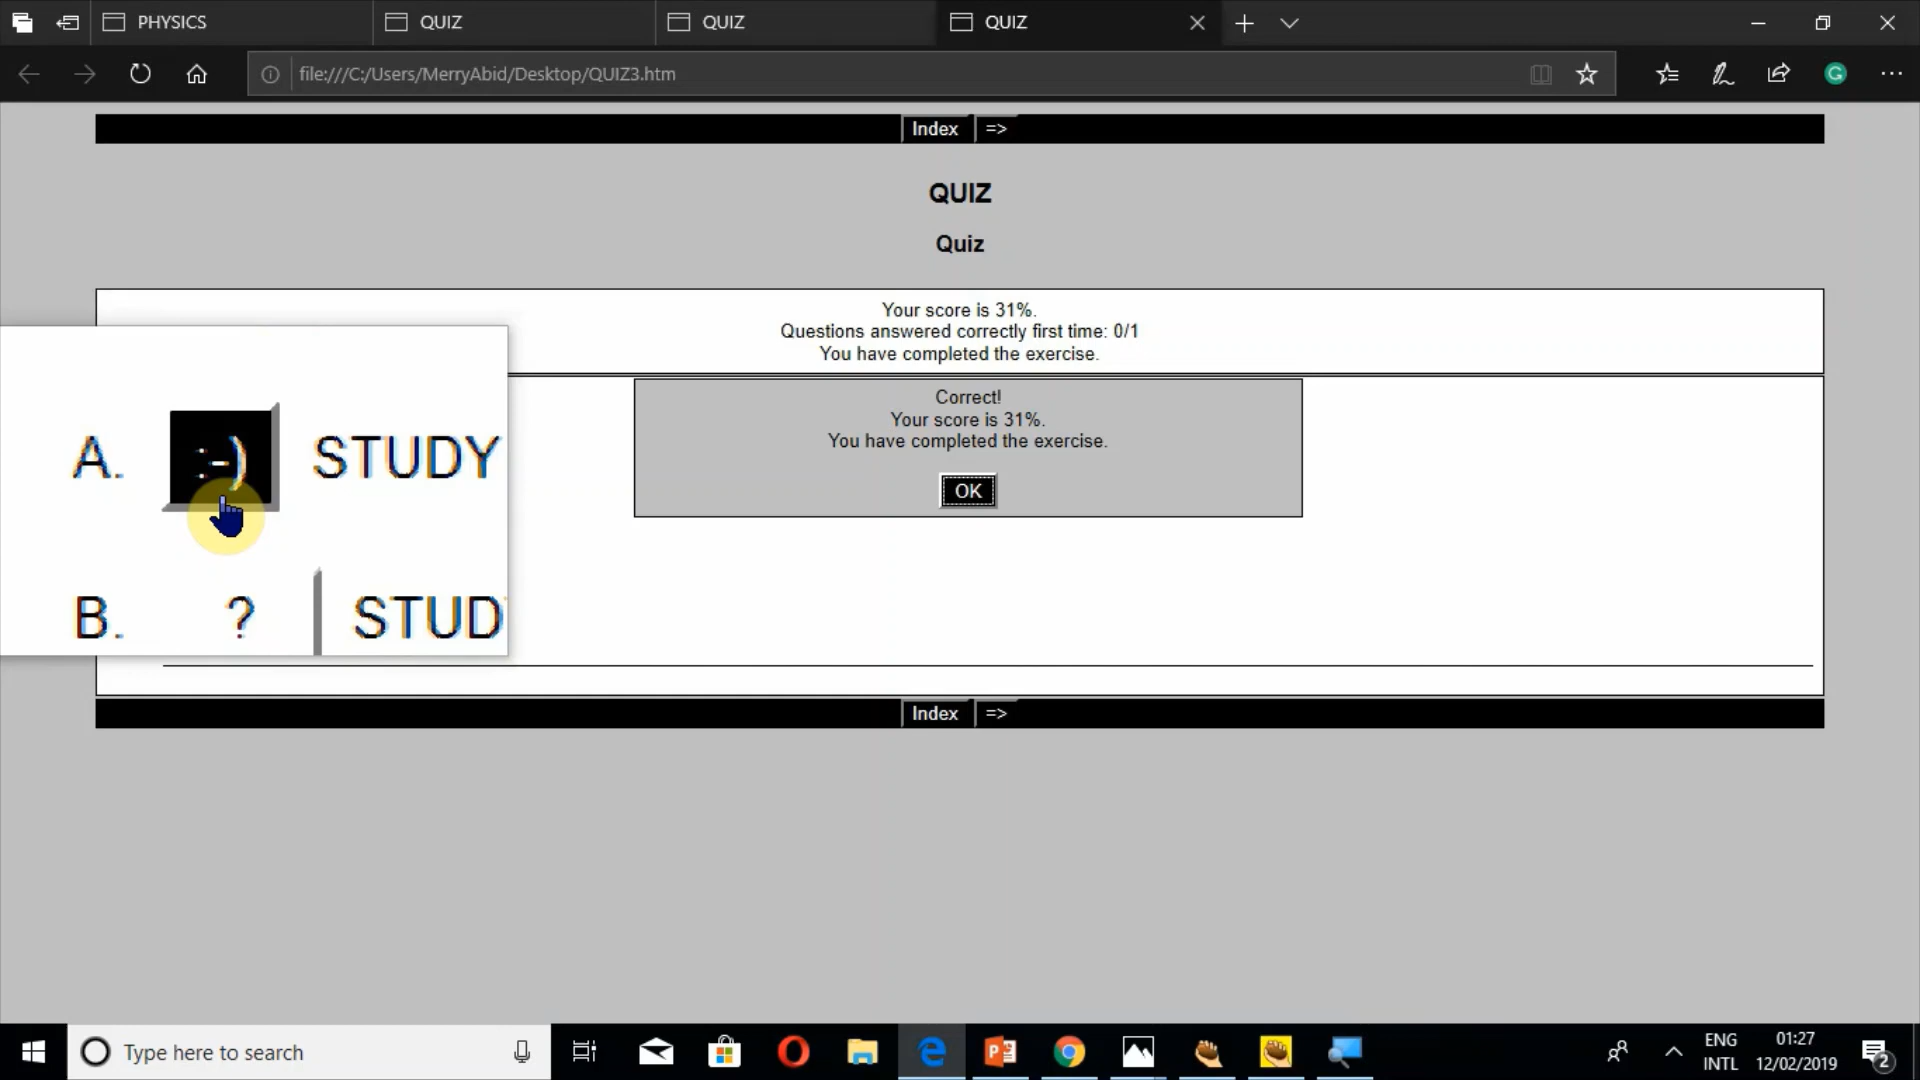 PHYSICS
QUIZ
QUIZ
QUIZ
file:///C:/Users/MerryAbid/Desktop/QUIZ3.htm
Index =>
QUIZ
Quiz
Your score is 31%.
Questions answered correctly first time: 0/1
You have completed the exercise.
Correct!
Your score is 31%.
You have completed the exercise.
OK
A. :-) STUDY
B. ? STUD
Index =>
Type here to search
ENG
INTL
01:27
12/02/2019
2